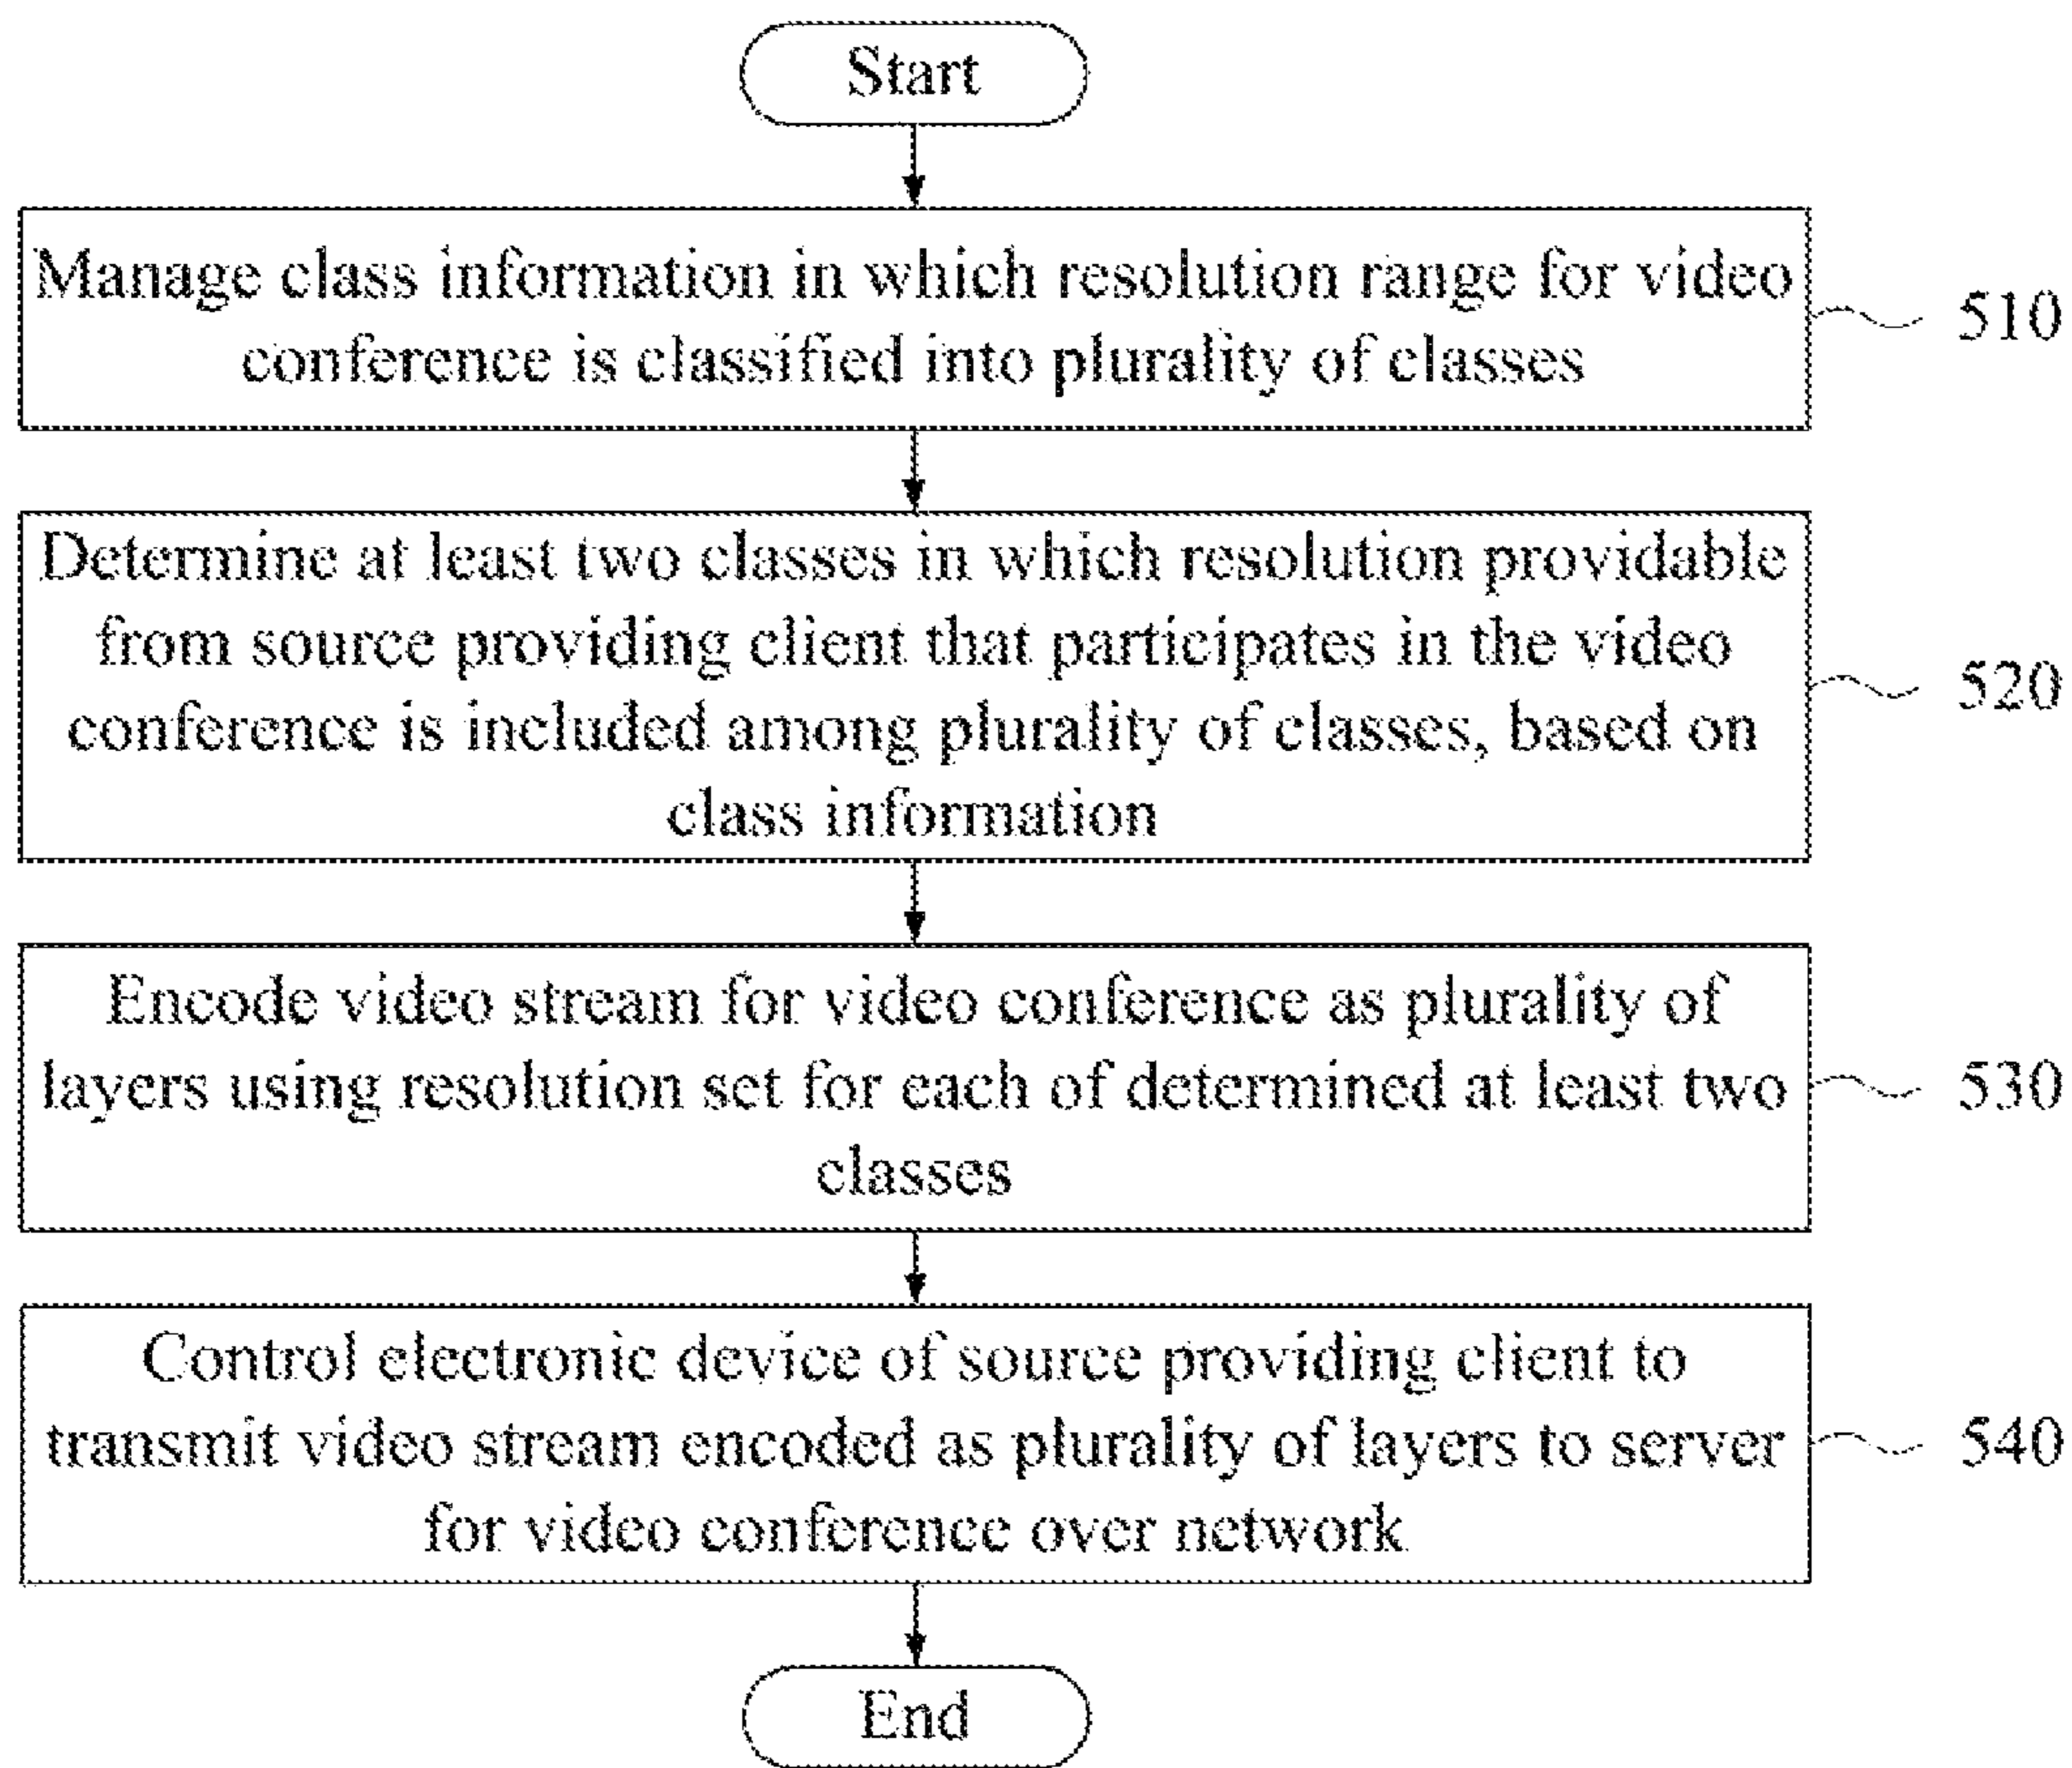 Start
Manage class information in which resolution range for video
conference is classified into plurality of classes
510
Determine at least two classes in which resolution providable
from source providing client that participates in the video
conference is included among plurality of classes, based on
class information
520
Encode video stream for video conference as plurality of
layers using resolution set for each of determined at least two
classes
530
Control electronic device of source providing client to
transmit video stream encoded as plurality of layers to server
for video conference over network
540
End